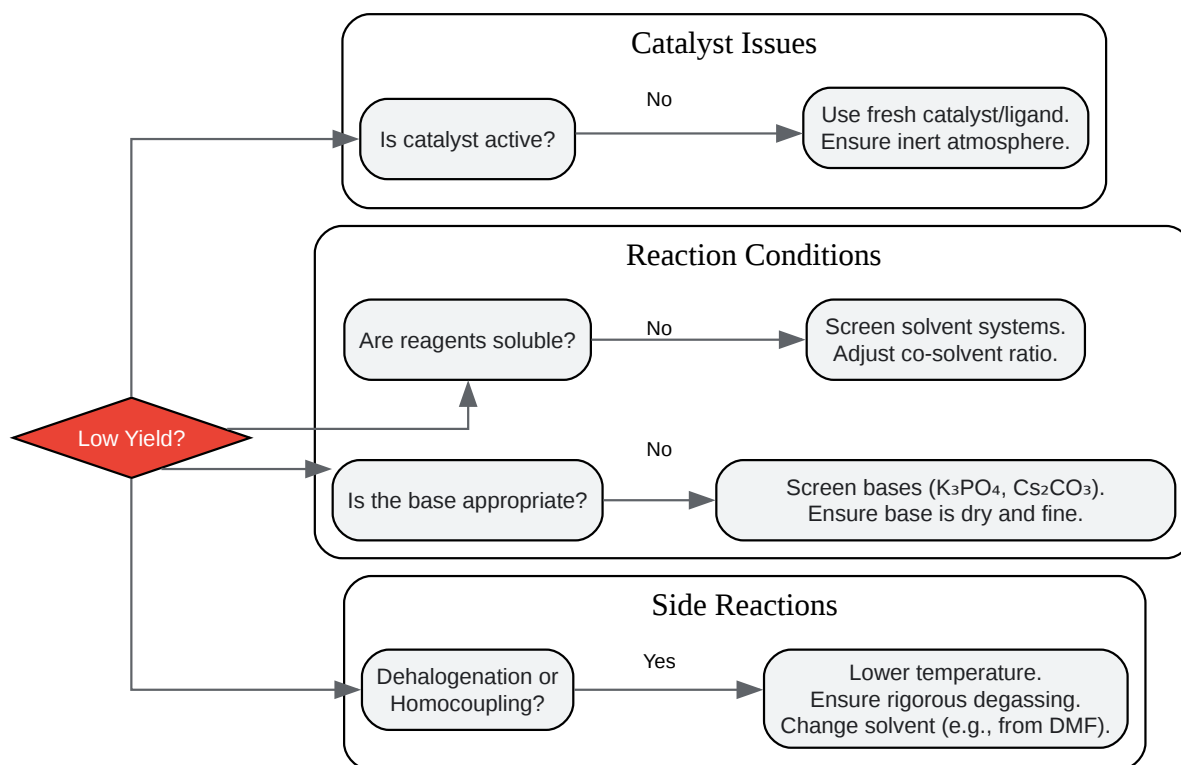 Catalyst Issues
Is catalyst active?
No
Use fresh catalyst/ligand.
Ensure inert atmosphere.
Reaction Conditions
Are reagents soluble?
No
Screen solvent systems.
Adjust co-solvent ratio.
Low Yield?
Is the base appropriate?
No
Screen bases (K₃PO₄, Cs₂CO₃).
Ensure base is dry and fine.
Side Reactions
Dehalogenation or
Homocoupling?
Yes
Lower temperature.
Ensure rigorous degassing.
Change solvent (e.g., from DMF).